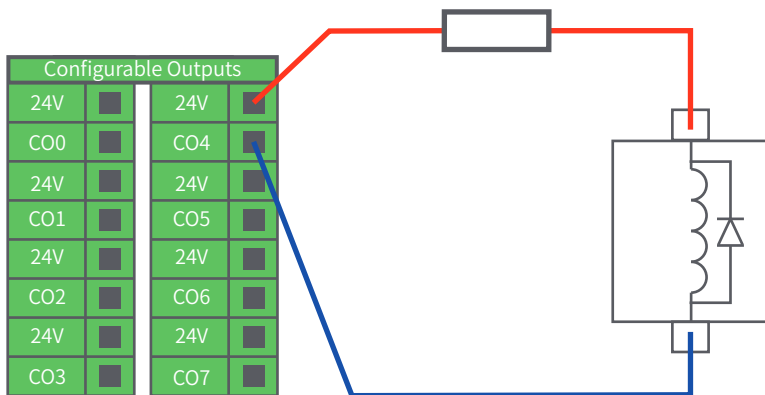 Configurable Outputs
24V 24V
CO0 CO4
24V 24V
CO1 CO5
24V 24V
CO2 CO6
24V 24V
CO3 CO7